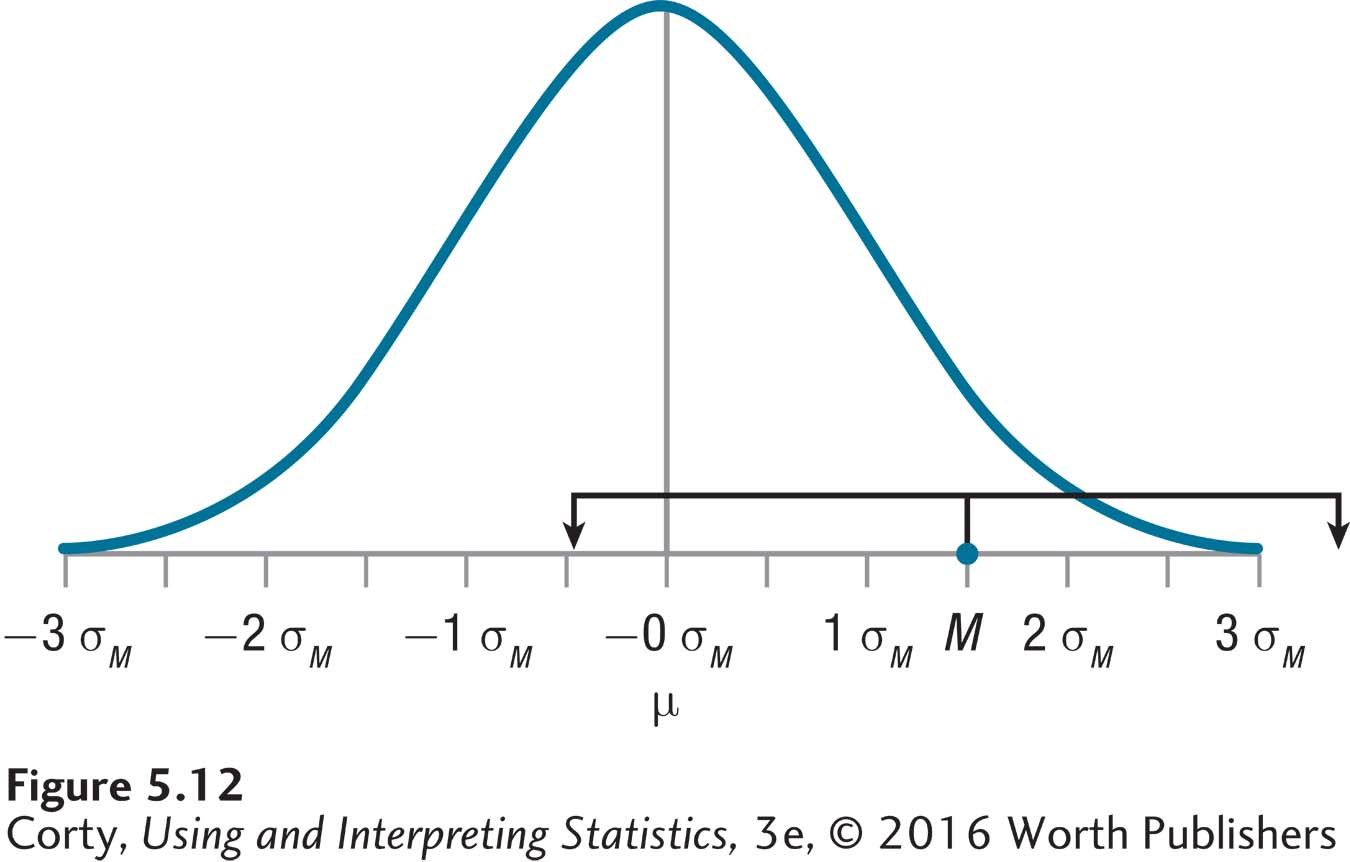 −3 σM −2 σM −1 σM −0 σM 1 σM M 2 σM 3 σM
μ
Figure 5.12
Corty, Using and Interpreting Statistics, 3e, © 2016 Worth Publishers